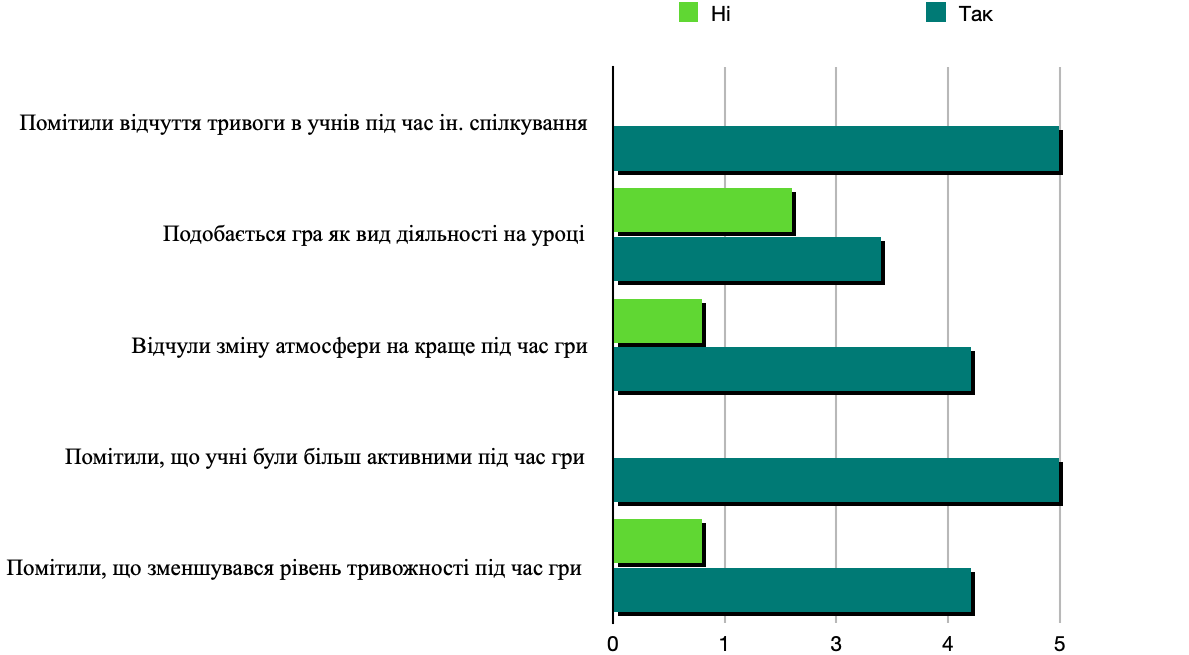 Ні Так
Помітили відчуття тривоги в учнів під час ін. спілкування
Подобається гра як вид діяльності на уроці
Відчули зміну атмосфери на краще під час гри
Помітили, що учні були більш активними під час гри
Помітили, що зменшувався рівень тривожності під час гри
0 1 3 4 5